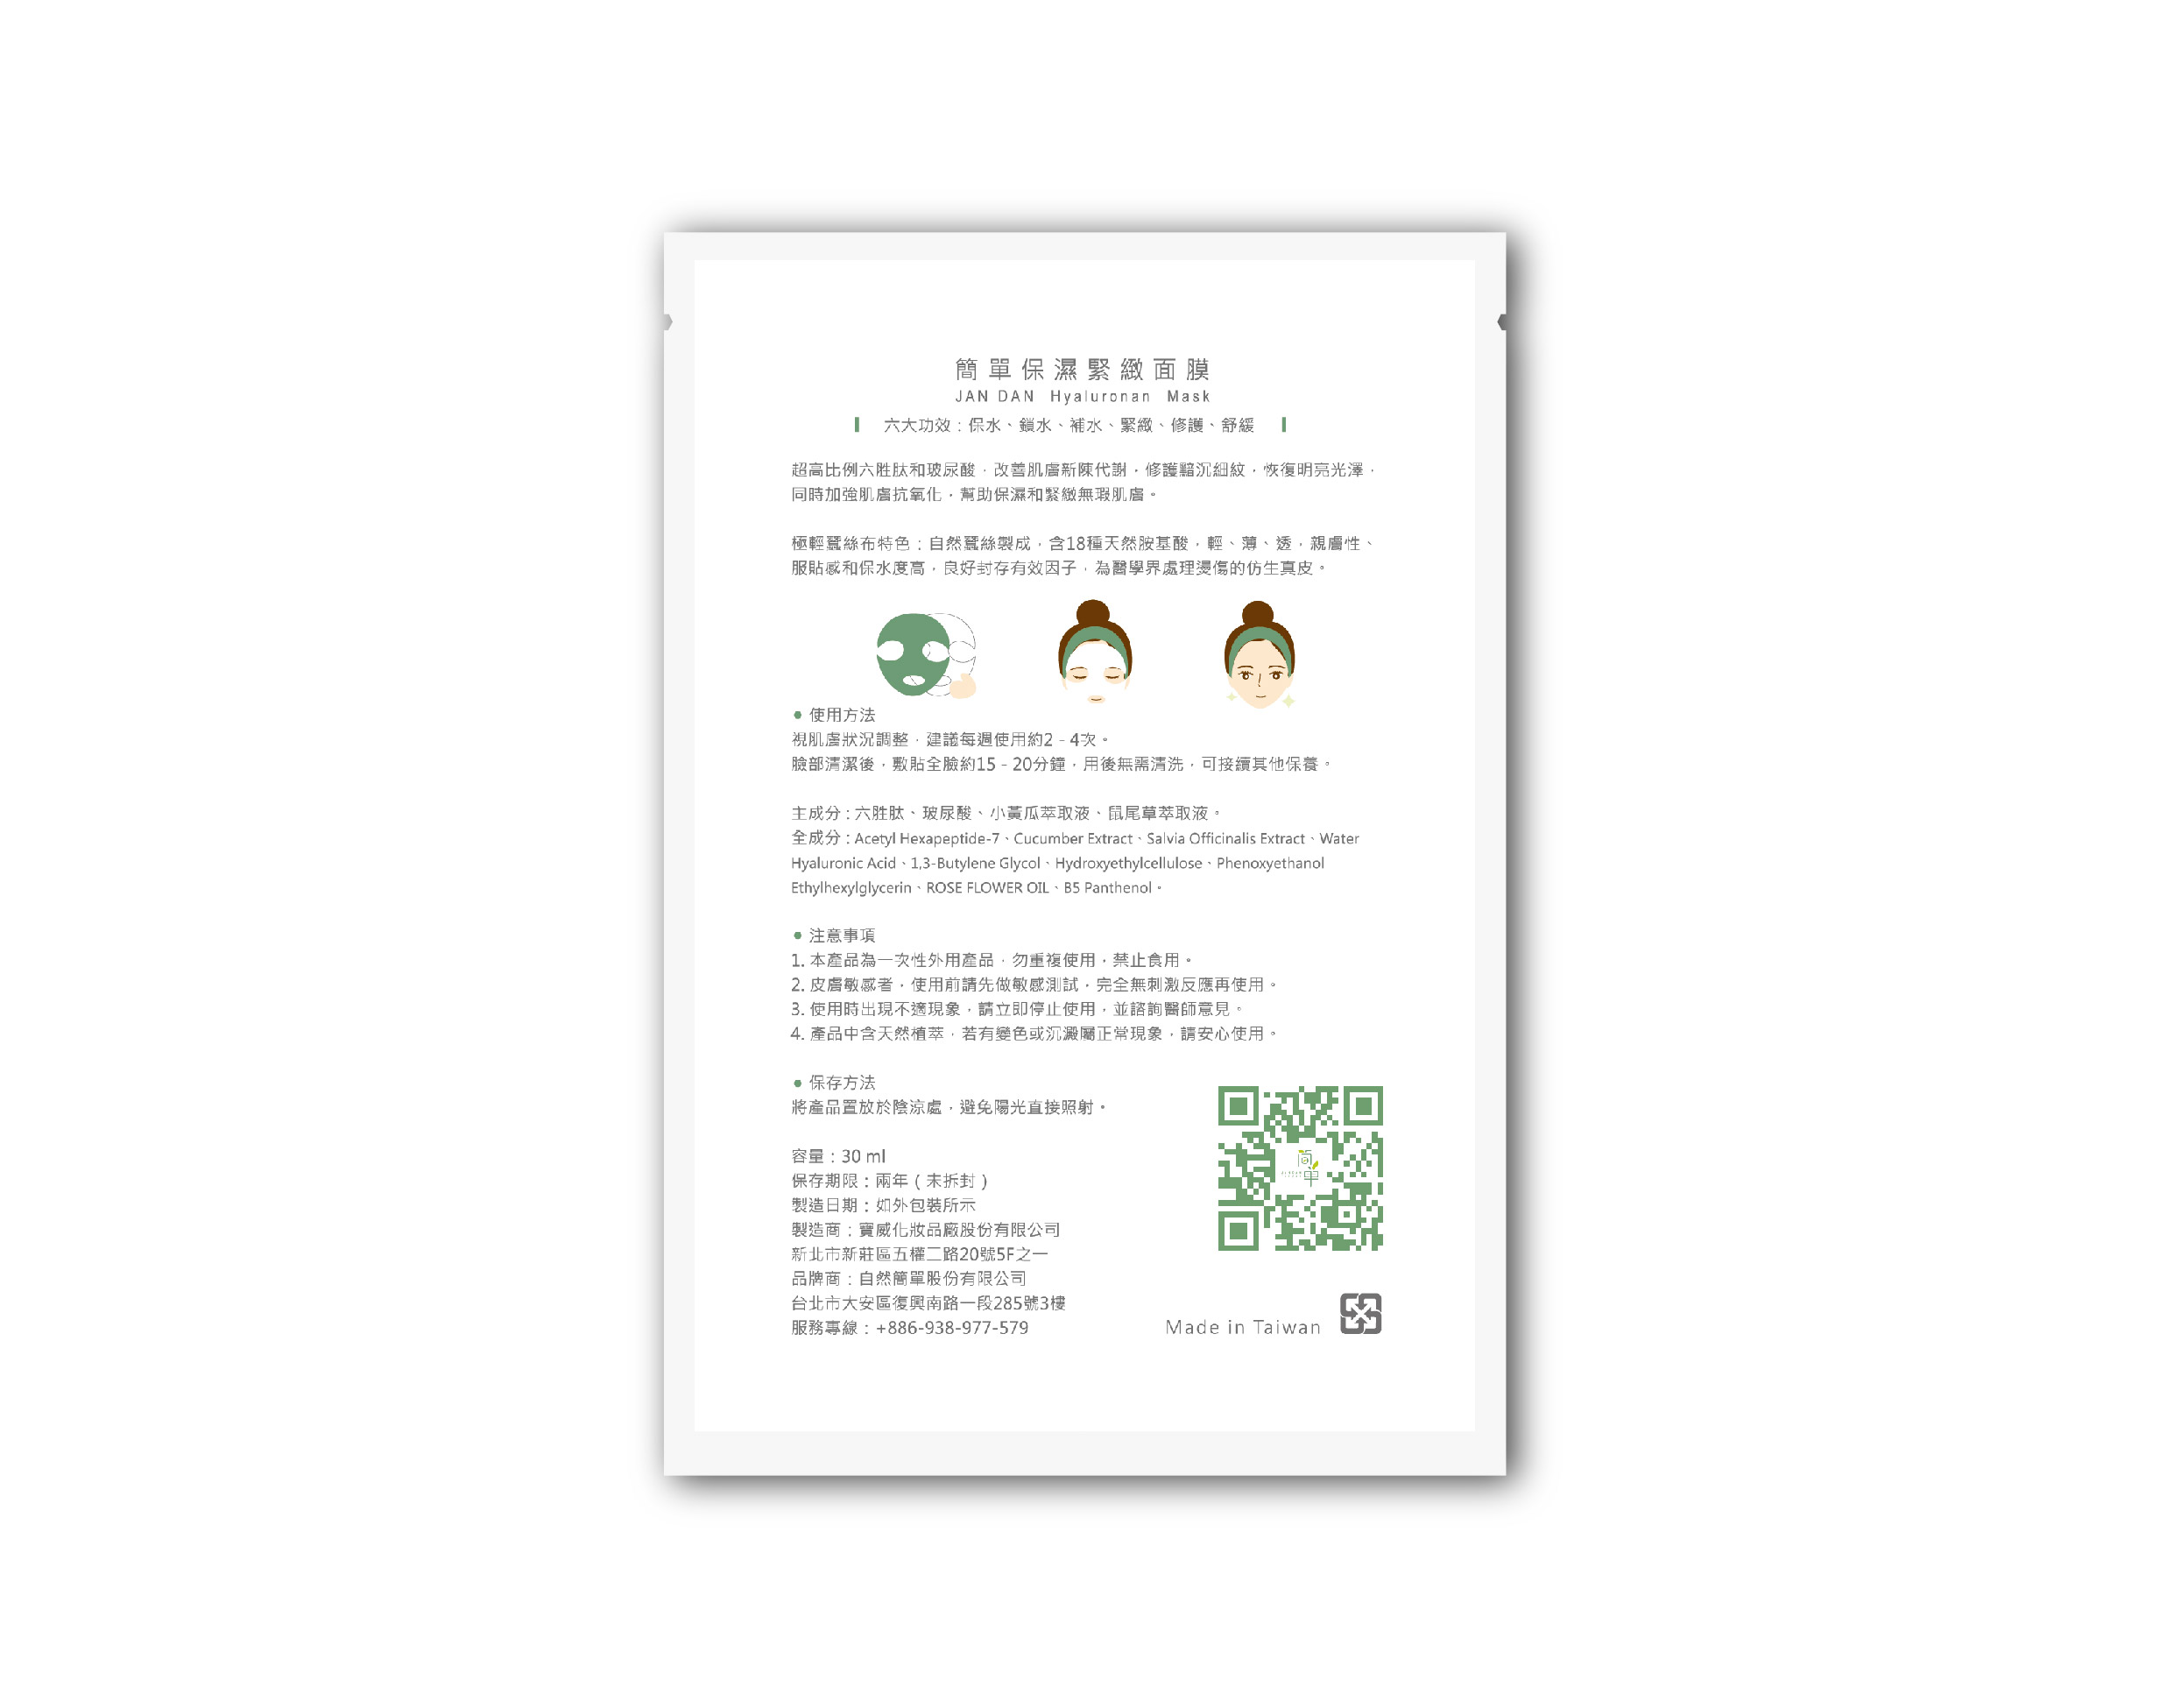 簡單保濕緊緻面膜
JAN DAN Hyaluronan Mask
六大功效：保水、鎖水、補水、緊緻、修護、舒緩
超高比例六胜肽和玻尿酸，改善肌膚新陳代謝，修護黯沉細紋，恢復明亮光澤，
同時加強肌膚抗氧化，幫助保濕和緊緻無瑕肌膚。
極輕蠶絲布特色：自然蠶絲製成，含18種天然胺基酸，輕、薄、透，親膚性、
服貼感和保水度高，良好封存有效因子，為醫學界處理燙傷的仿生真皮。
● 使用方法
視肌膚狀況調整，建議每週使用約2 - 4次。
臉部清潔後，敷貼全臉約15 - 20分鐘，用後無需清洗，可接續其他保養。
主成分：六胜肽、玻尿酸、小黃瓜萃取液、鼠尾草萃取液。
全成分：Acetyl Hexapeptide-7、Cucumber Extract、Salvia Officinalis Extract、Water
Hyaluronic Acid、1,3-Butylene Glycol、Hydroxyethylcellulose、Phenoxyethanol
Ethylhexylglycerin、ROSE FLOWER OIL、B5 Panthenol。
● 注意事項
1. 本產品為一次性外用產品，勿重複使用，禁止食用。
2. 皮膚敏感者，使用前請先做敏感測試，完全無刺激反應再使用。
3. 使用時出現不適現象，請立即停止使用，並諮詢醫師意見。
4. 產品中含天然植萃，若有變色或沉澱屬正常現象，請安心使用。
● 保存方法
將產品置放於陰涼處，避免陽光直接照射。
簡單
容量：30 ml
保存期限：兩年（未拆封）
製造日期：如外包裝所示
製造商：寶威化妝品廠股份有限公司
新北市新莊區五權二路20號5F之一
品牌商：自然簡單股份有限公司
台北市大安區復興南路一段285號3樓
服務專線：+886-938-977-579
Made in Taiwan